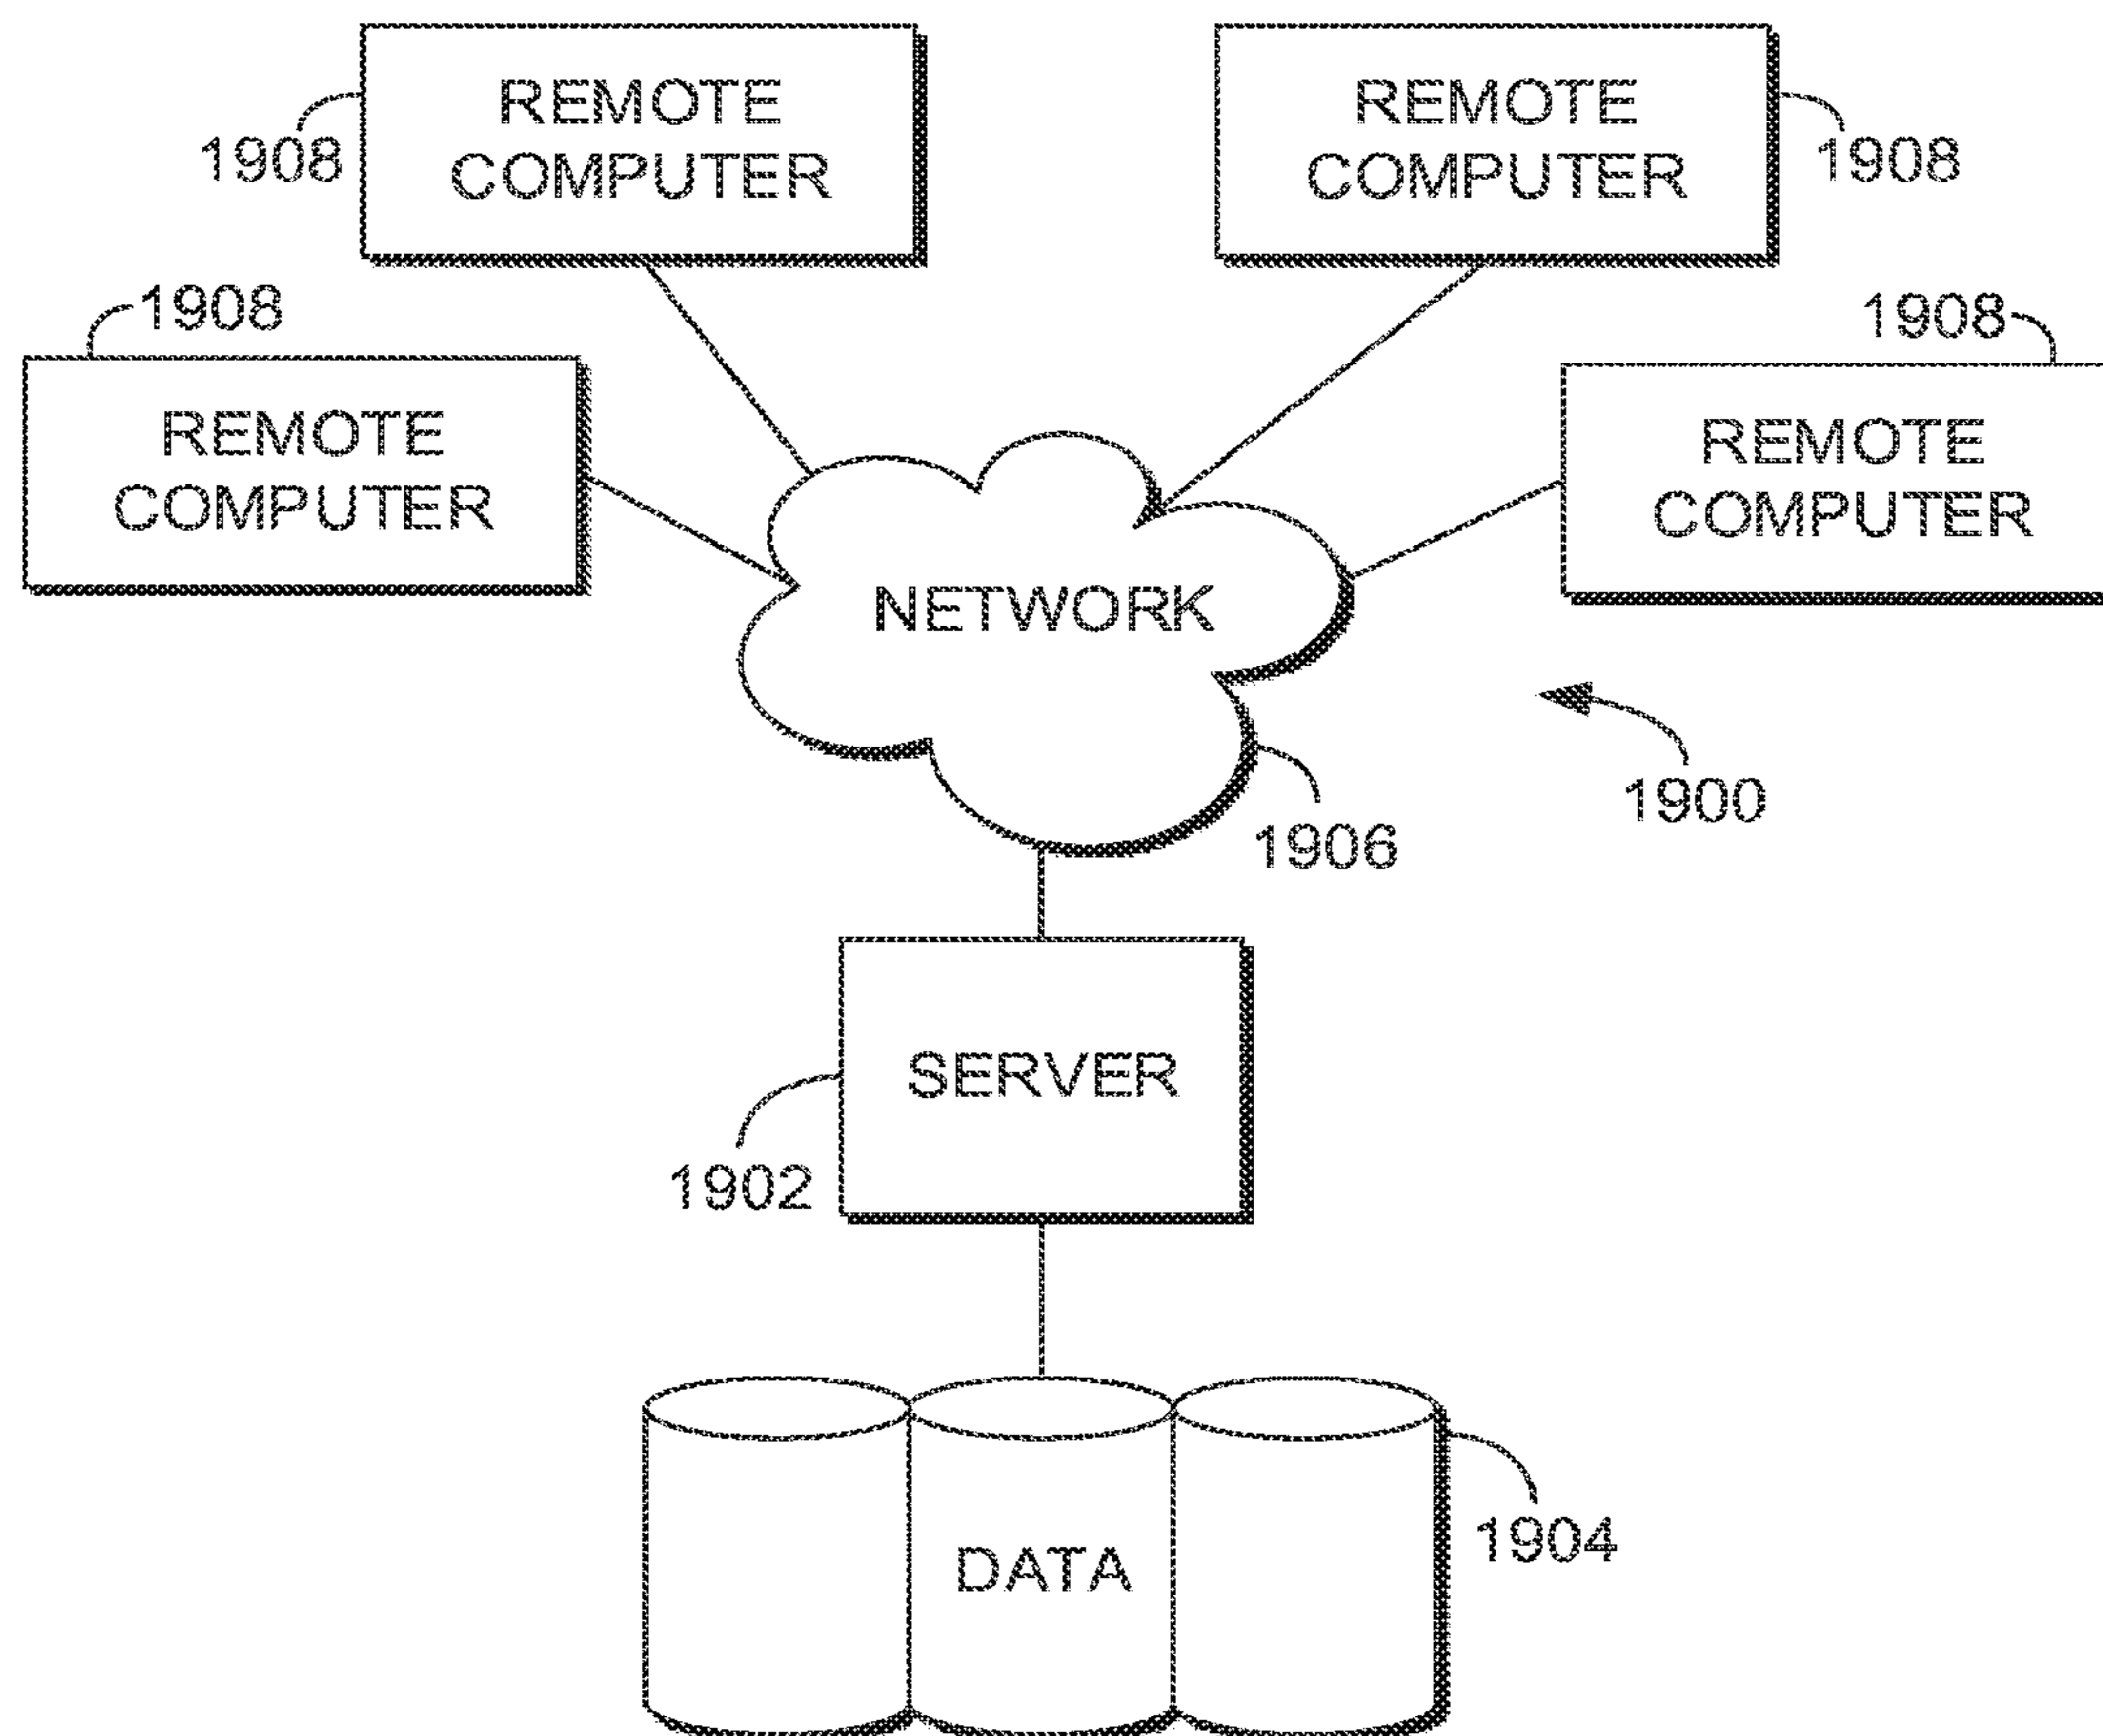 REMOTE
COMPUTER
1908
REMOTE
COMPUTER
1908
1908
REMOTE
COMPUTER
1908
REMOTE
COMPUTER
NETWORK
1900
1906
SERVER
1902
DATA
1904